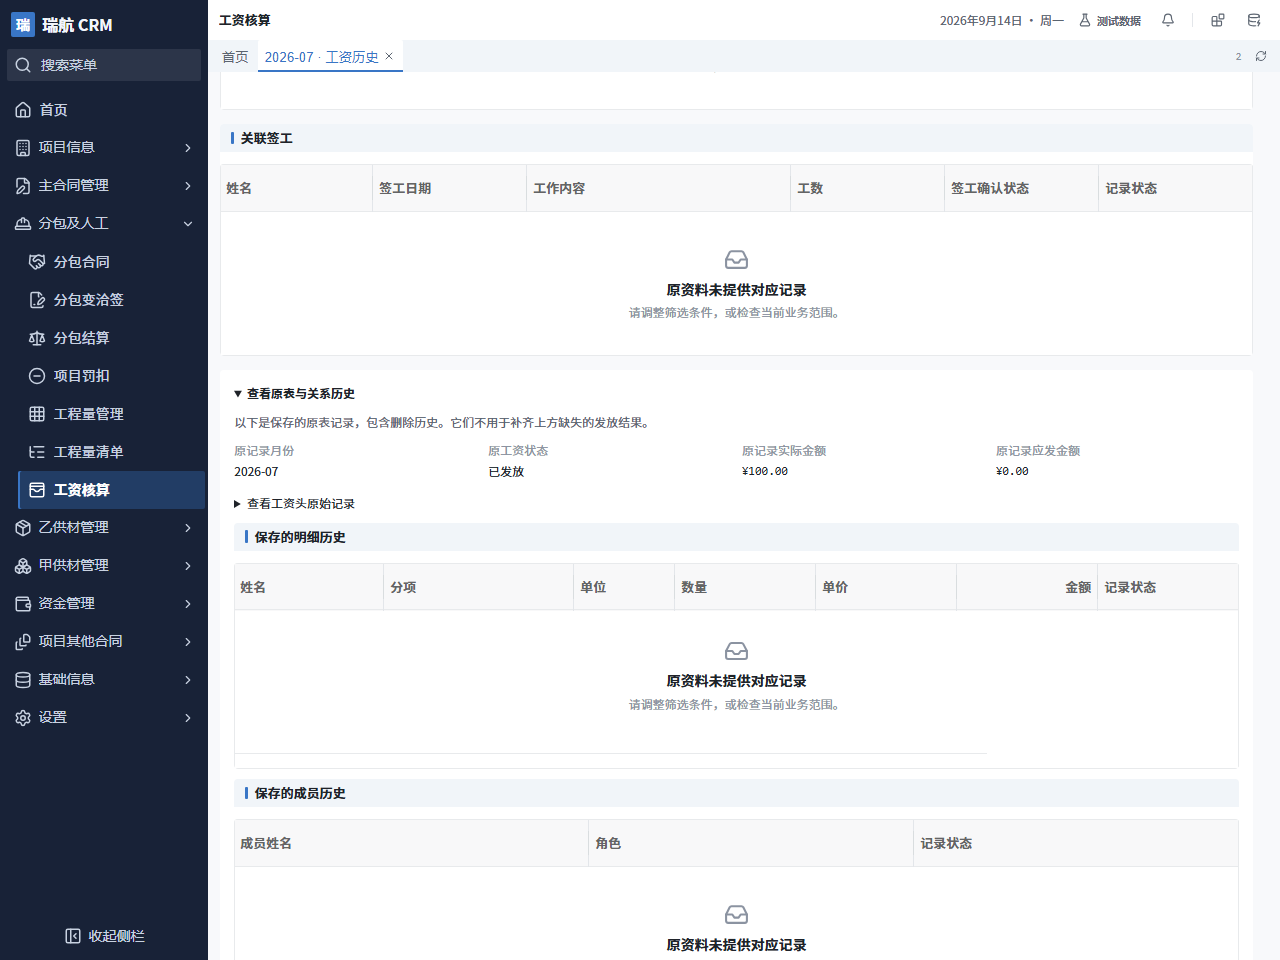 瑞 瑞航 CRM
搜索菜单
首页
项目信息
主合同管理
分包及人工
分包合同
分包变洽签
分包结算
项目罚扣
工程量管理
工程量清单
工资核算
乙供材管理
甲供材管理
资金管理
项目其他合同
基础信息
设置
收起侧栏
工资核算
2026年9月14日 · 周一 测试数据
首页 2026-07 · 工资历史 2
关联签工
姓名 签工日期 工作内容 工数 签工确认状态 记录状态
原资料未提供对应记录
请调整筛选条件，或检查当前业务范围。
查看原表与关系历史
以下是保存的原表记录，包含删除历史。它们不用于补齐上方缺失的发放结果。
原记录月份 原工资状态 原记录实际金额 原记录应发金额
2026-07 已发放 ¥100.00 ¥0.00
查看工资头原始记录
保存的明细历史
姓名 分项 单位 数量 单价 金额 记录状态
原资料未提供对应记录
请调整筛选条件，或检查当前业务范围。
保存的成员历史
成员姓名 角色 记录状态
原资料未提供对应记录